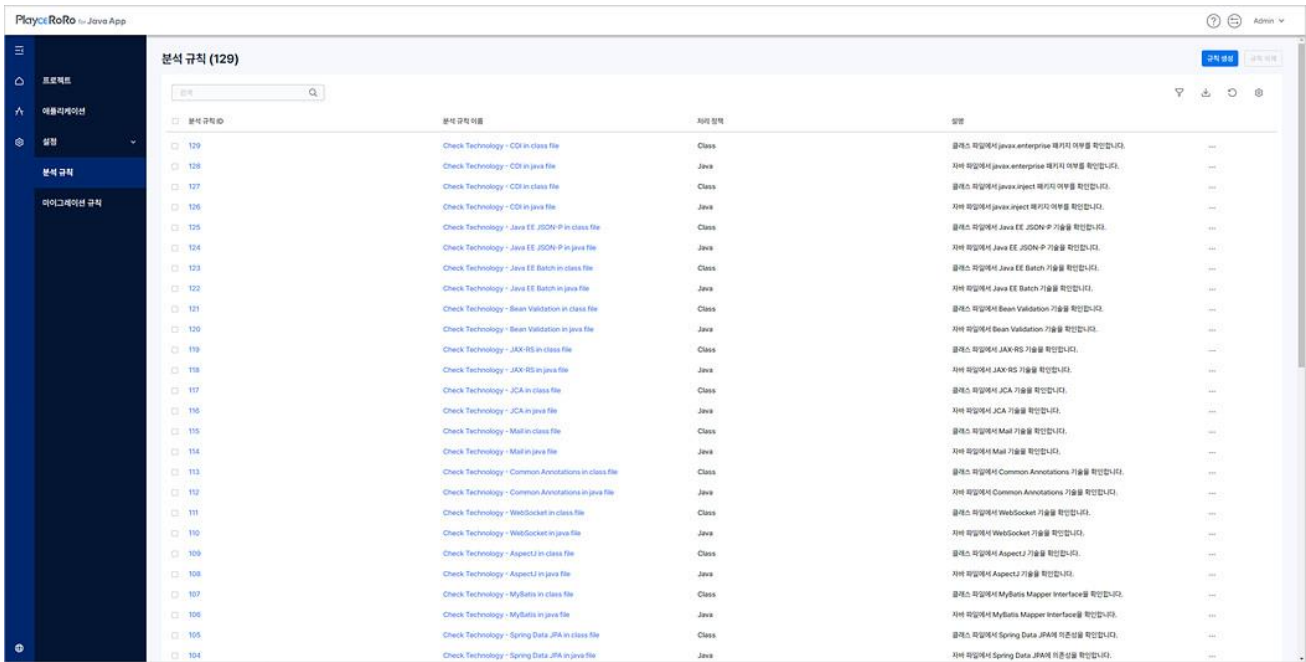 PlayceRoRo for Java App
Admin
프로젝트
애플리케이션
설정
분석 규칙
마이그레이션 규칙
분석 규칙 (129)
규칙 생성
규칙 삭제
검색
분석 규칙 ID 분석 규칙 이름 처리 정책 설명
129 Check Technology - CDI in class file Class 클래스 파일에서 javax.enterprise 패키지 여부를 확인합니다.
128 Check Technology - CDI in java file Java 자바 파일에서 javax.enterprise 패키지 여부를 확인합니다.
127 Check Technology - CDI in class file Class 클래스 파일에서 javax.inject 패키지 여부를 확인합니다.
126 Check Technology - CDI in java file Java 자바 파일에서 javax.inject 패키지 여부를 확인합니다.
125 Check Technology - Java EE JSON-P in class file Class 클래스 파일에서 Java EE JSON-P 기술을 확인합니다.
124 Check Technology - Java EE JSON-P in java file Java 자바 파일에서 Java EE JSON-P 기술을 확인합니다.
123 Check Technology - Java EE Batch in class file Class 클래스 파일에서 Java EE Batch 기술을 확인합니다.
122 Check Technology - Java EE Batch in java file Java 자바 파일에서 Java EE Batch 기술을 확인합니다.
121 Check Technology - Bean Validation in class file Class 클래스 파일에서 Bean Validation 기술을 확인합니다.
120 Check Technology - Bean Validation in java file Java 자바 파일에서 Bean Validation 기술을 확인합니다.
119 Check Technology - JAX-RS in class file Class 클래스 파일에서 JAX-RS 기술을 확인합니다.
118 Check Technology - JAX-RS in java file Java 자바 파일에서 JAX-RS 기술을 확인합니다.
117 Check Technology - JCA in class file Class 클래스 파일에서 JCA 기술을 확인합니다.
116 Check Technology - JCA in java file Java 자바 파일에서 JCA 기술을 확인합니다.
115 Check Technology - Mail in class file Class 클래스 파일에서 Mail 기술을 확인합니다.
114 Check Technology - Mail in java file Java 자바 파일에서 Mail 기술을 확인합니다.
113 Check Technology - Common Annotations in class file Class 클래스 파일에서 Common Annotations 기술을 확인합니다.
112 Check Technology - Common Annotations in java file Java 자바 파일에서 Common Annotations 기술을 확인합니다.
111 Check Technology - WebSocket in class file Class 클래스 파일에서 WebSocket 기술을 확인합니다.
110 Check Technology - WebSocket in java file Java 자바 파일에서 WebSocket 기술을 확인합니다.
109 Check Technology - AspectJ in class file Class 클래스 파일에서 AspectJ 기술을 확인합니다.
108 Check Technology - AspectJ in java file Java 자바 파일에서 AspectJ 기술을 확인합니다.
107 Check Technology - MyBatis in class file Class 클래스 파일에서 MyBatis Mapper Interface을 확인합니다.
106 Check Technology - MyBatis in java file Java 자바 파일에서 MyBatis Mapper Interface을 확인합니다.
105 Check Technology - Spring Data JPA in class file Class 클래스 파일에서 Spring Data JPA에 의존성을 확인합니다.
104 Check Technology - Spring Data JPA in java file Java 자바 파일에서 Spring Data JPA에 의존성을 확인합니다.